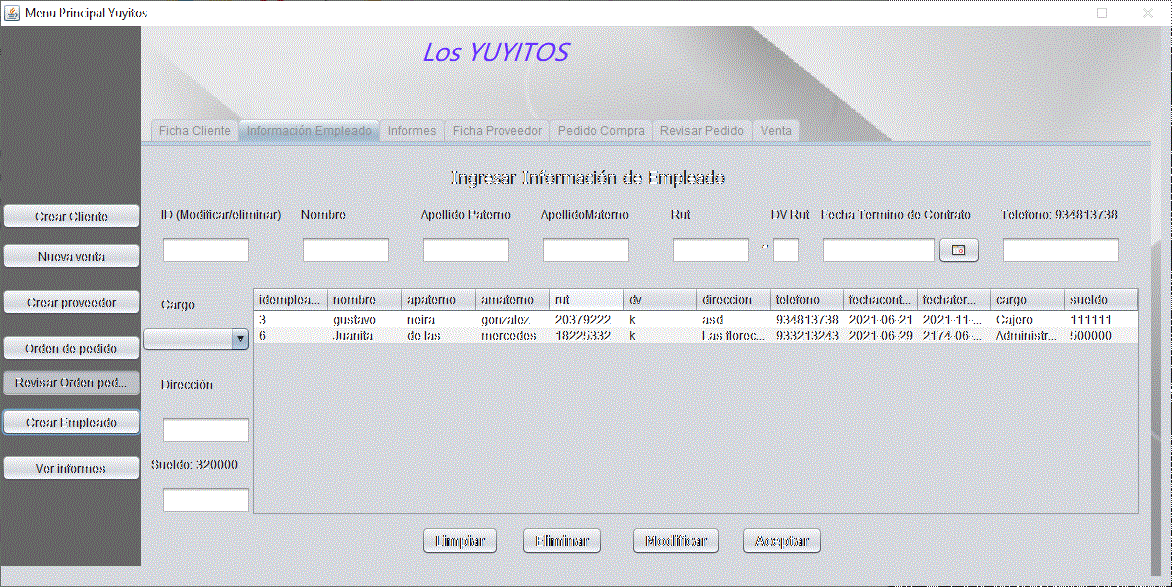 Menu Principal Yuyitos
Los YUYITOS
Ficha Cliente Información Empleado Informes Ficha Proveedor Pedido Compra Revisar Pedido Venta
Ingresar Información de Empleado
Crear Cliente
Nueva venta
Crear proveedor
Orden de pedido
Revisar Orden ped...
Crear Empleado
Ver informes
ID (Modificar/eliminar) Nombre Apellido Paterno ApellidoMaterno Rut DV Rut Fecha Termino de Contrato Telefono: 934813738
-
Cargo
Dirección
Sueldo: 320000
idemplea... nombre apaterno amaterno rut dv direccion telefono fechacont... fechater... cargo sueldo
3 gustavo neira gonzalez 20379222 k asd 934813738 2021-06-21 2021-11-... Cajero 111111
6 Juanita de las mercedes 18225332 k Las florec... 933213243 2021-06-29 2174-06-... Administr... 500000
Limpiar Eliminar Modificar Aceptar